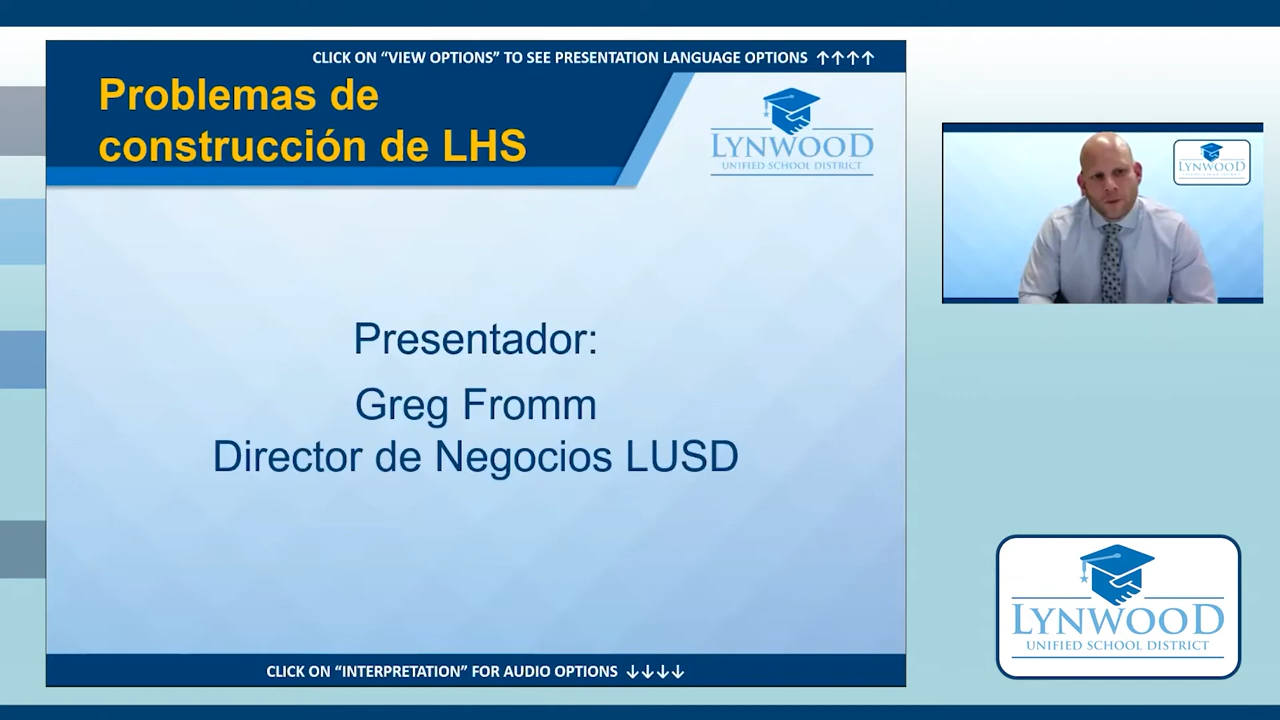 CLICK ON “VIEW OPTIONS” TO SEE PRESENTATION LANGUAGE OPTIONS ↑↑↑↑
Problemas de
construcción de LHS
LYNWOOD
UNIFIED SCHOOL DISTRICT
Presentador:
Greg Fromm
Director de Negocios LUSD
CLICK ON “INTERPRETATION” FOR AUDIO OPTIONS ↓↓↓↓
LYNWOOD
LYNWOOD
UNIFIED SCHOOL DISTRICT